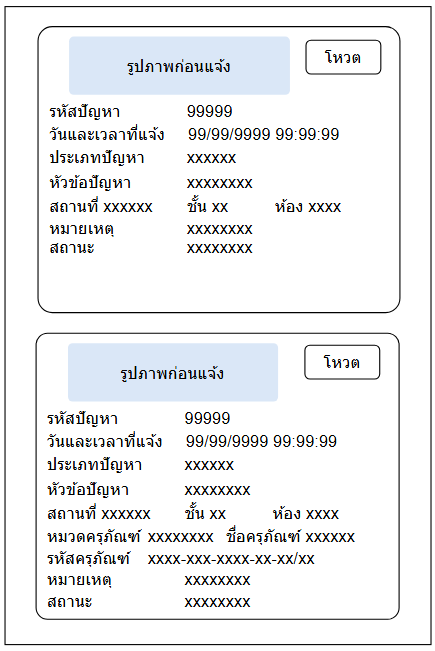 รูปภาพก่อนแจ้ง
โหวต
รหัสปัญหา 99999
วันและเวลาที่แจ้ง 99/99/9999 99:99:99
ประเภทปัญหา xxxxxx
หัวข้อปัญหา xxxxxxxx
สถานที่ xxxxxx ชั้น xx ห้อง xxxx
หมายเหตุ xxxxxxxx
สถานะ xxxxxxxx
รูปภาพก่อนแจ้ง
โหวต
รหัสปัญหา 99999
วันและเวลาที่แจ้ง 99/99/9999 99:99:99
ประเภทปัญหา xxxxxx
หัวข้อปัญหา xxxxxxxx
สถานที่ xxxxxx ชั้น xx ห้อง xxxx
หมวดครุภัณฑ์ xxxxxxxx ชื่อครุภัณฑ์ xxxxxx
รหัสครุภัณฑ์ xxxx-xxx-xxxx-xx-xx/xx
หมายเหตุ xxxxxxxx
สถานะ xxxxxxxx